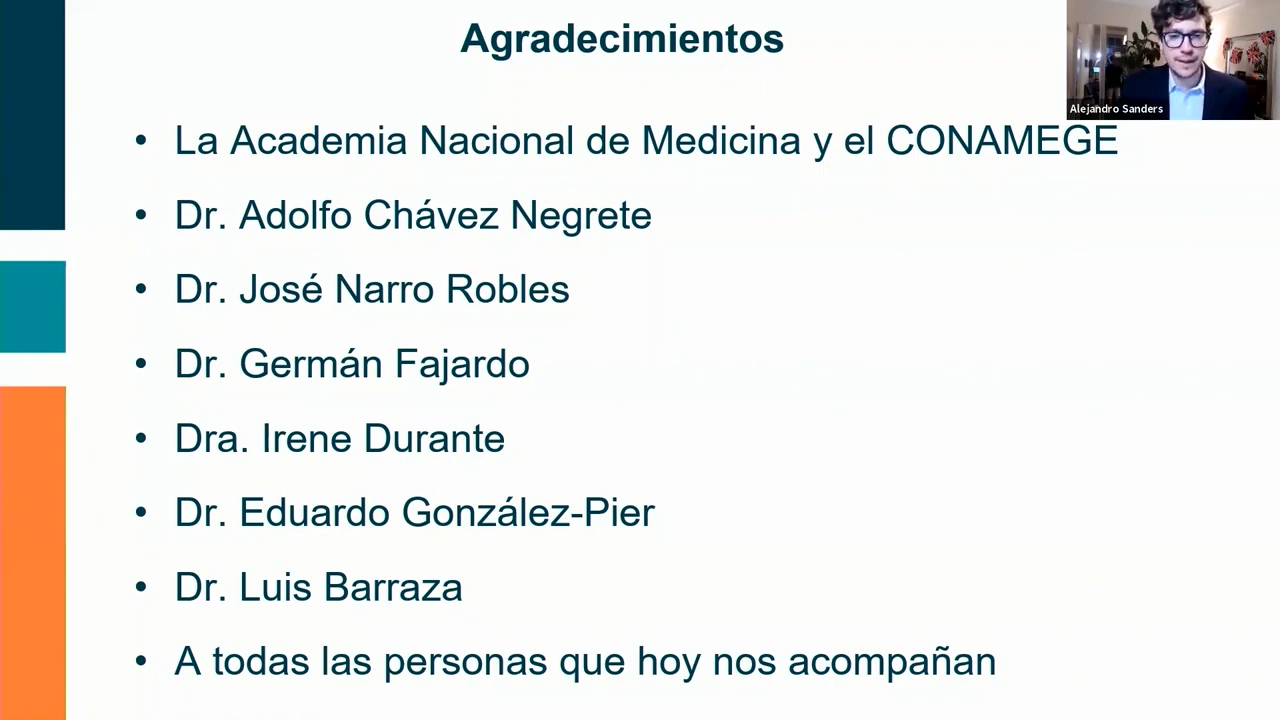 Agradecimientos
Alejandro Sanders
• La Academia Nacional de Medicina y el CONAMEGE
• Dr. Adolfo Chávez Negrete
• Dr. José Narro Robles
• Dr. Germán Fajardo
• Dra. Irene Durante
• Dr. Eduardo González-Pier
• Dr. Luis Barraza
• A todas las personas que hoy nos acompañan